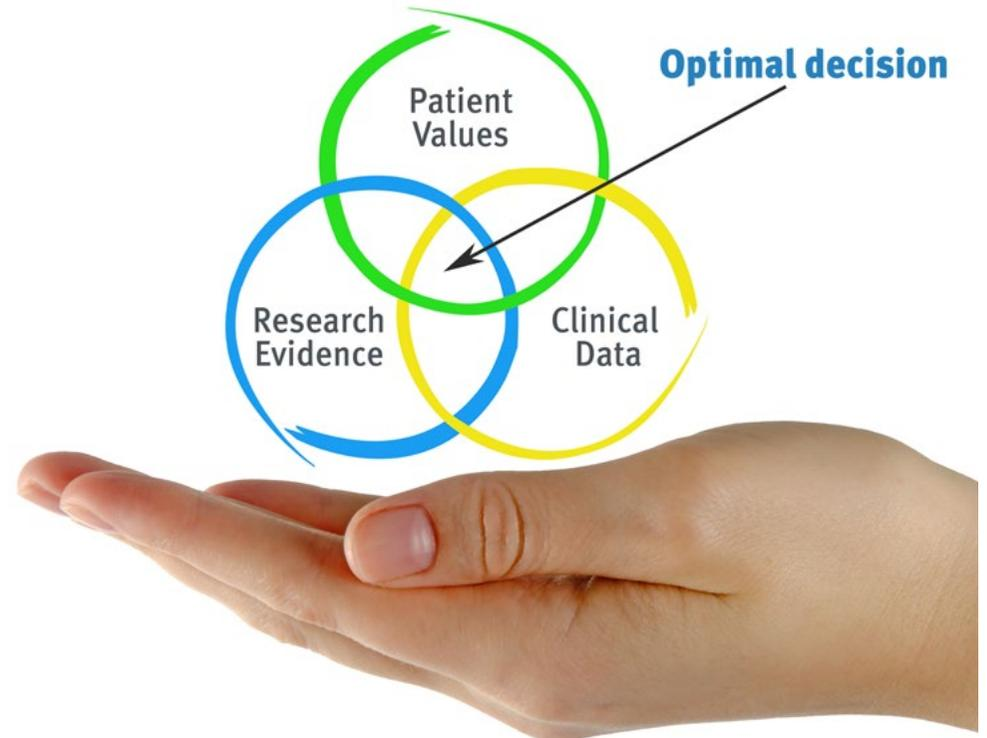 Optimal decision
Patient
Values
Research
Evidence
Clinical
Data